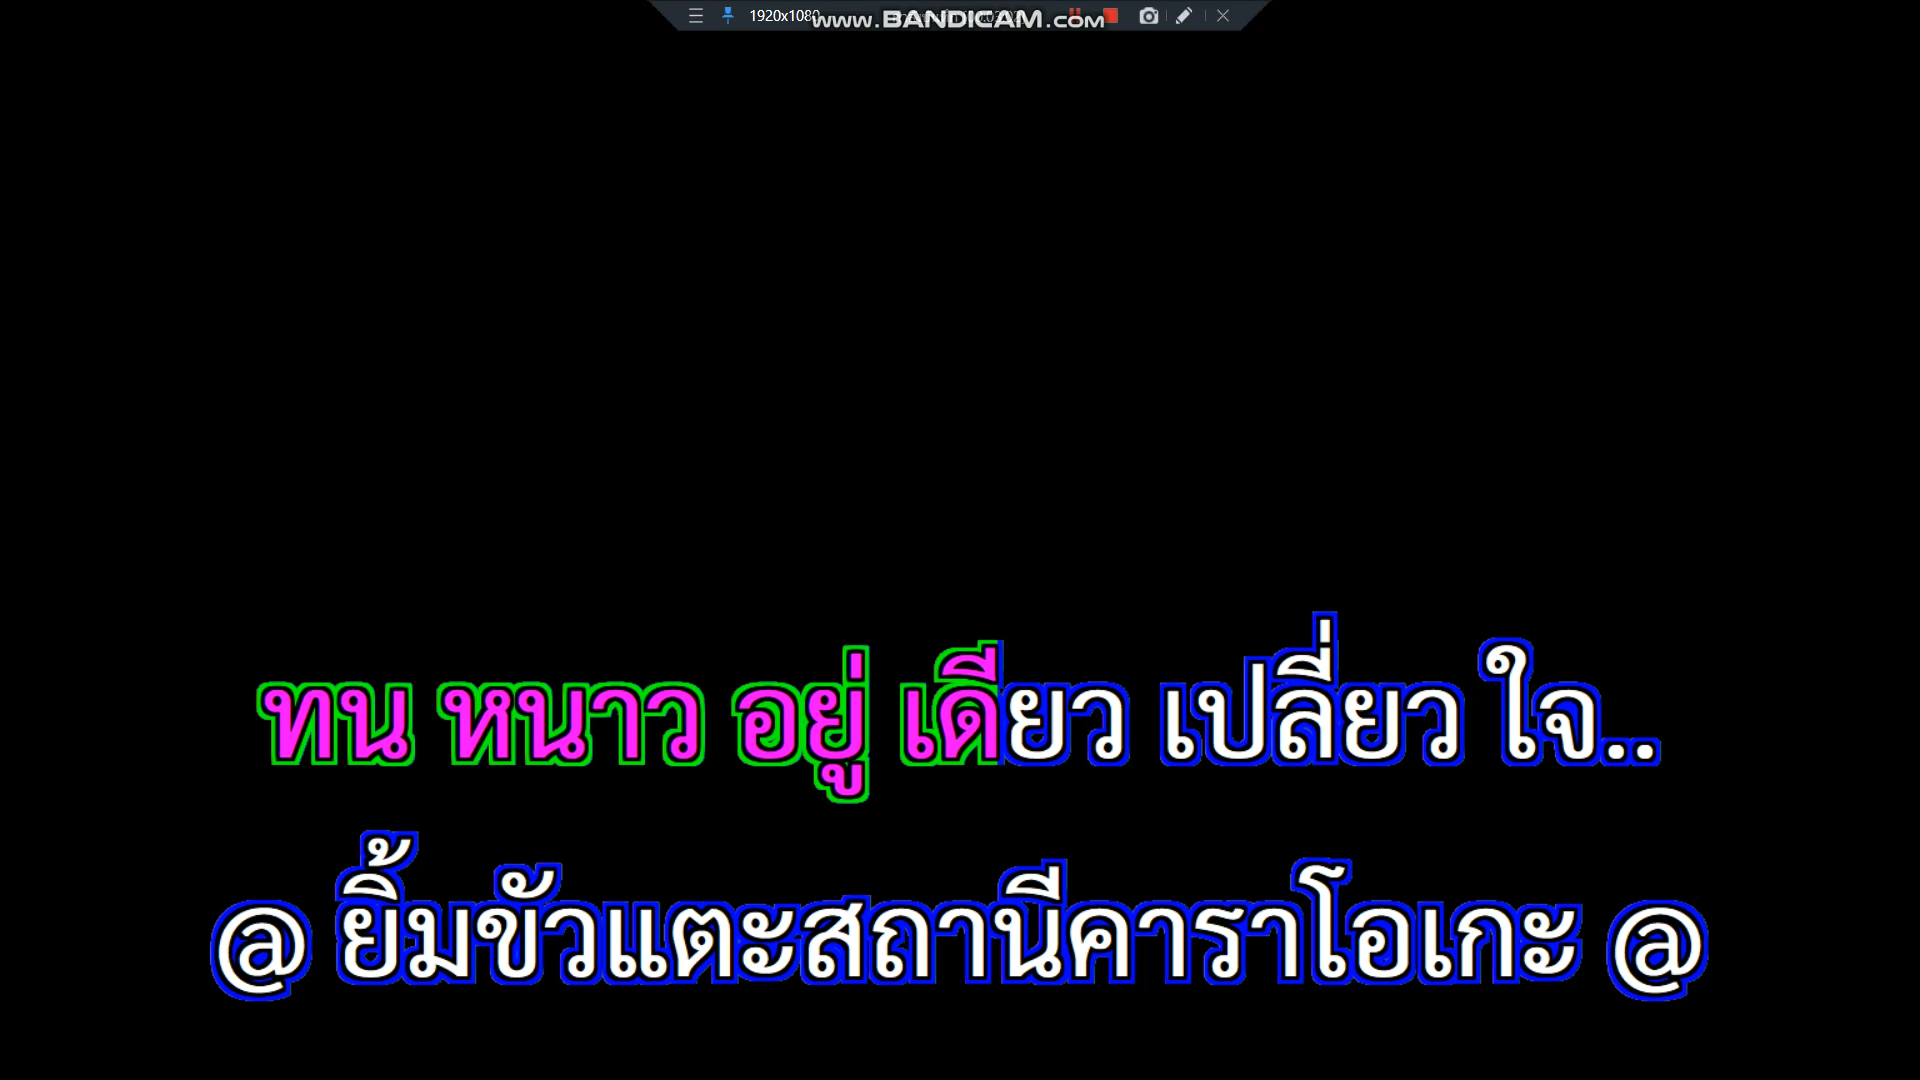 1920x1080
www.BANDICAM.com
ทน หนาว อยู่ เดียว เปลี่ยว ใจ..
@ ยิ้มขัวแตะสถานีคาราโอเกะ @